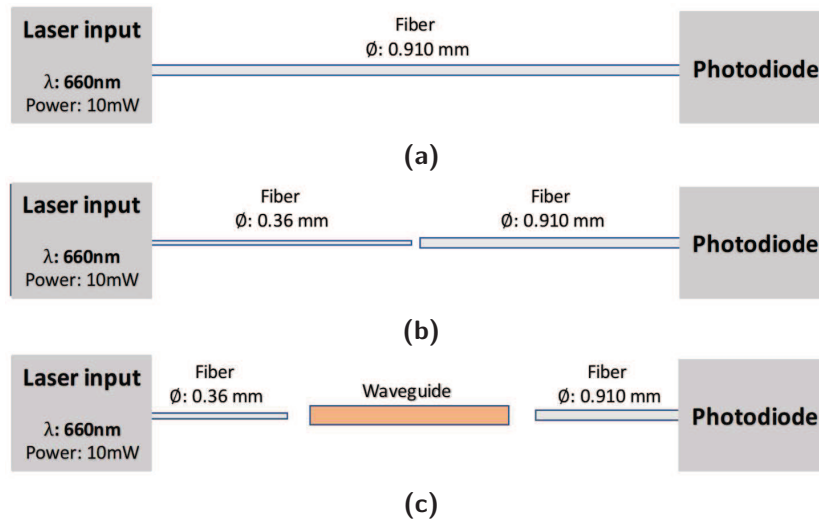 Laser input
λ: 660nm
Power: 10mW
Fiber
Ø: 0.910 mm
Photodiode
(a)
Laser input
λ: 660nm
Power: 10mW
Fiber
Ø: 0.36 mm
Fiber
Ø: 0.910 mm
Photodiode
(b)
Laser input
λ: 660nm
Power: 10mW
Fiber
Ø: 0.36 mm
Waveguide
Fiber
Ø: 0.910 mm
Photodiode
(c)